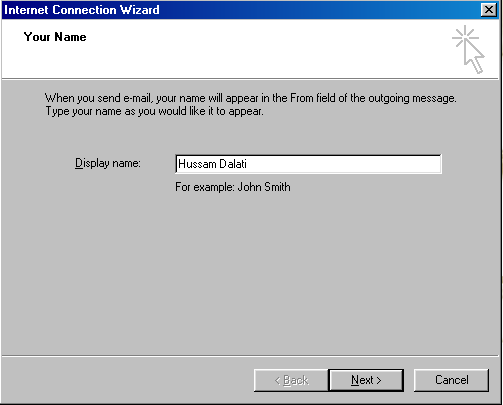 Internet Connection Wizard
Your Name
When you send e-mail, your name will appear in the From field of the outgoing message.
Type your name as you would like it to appear.
Display name: Hussam Dalati
For example: John Smith
< Back Next > Cancel